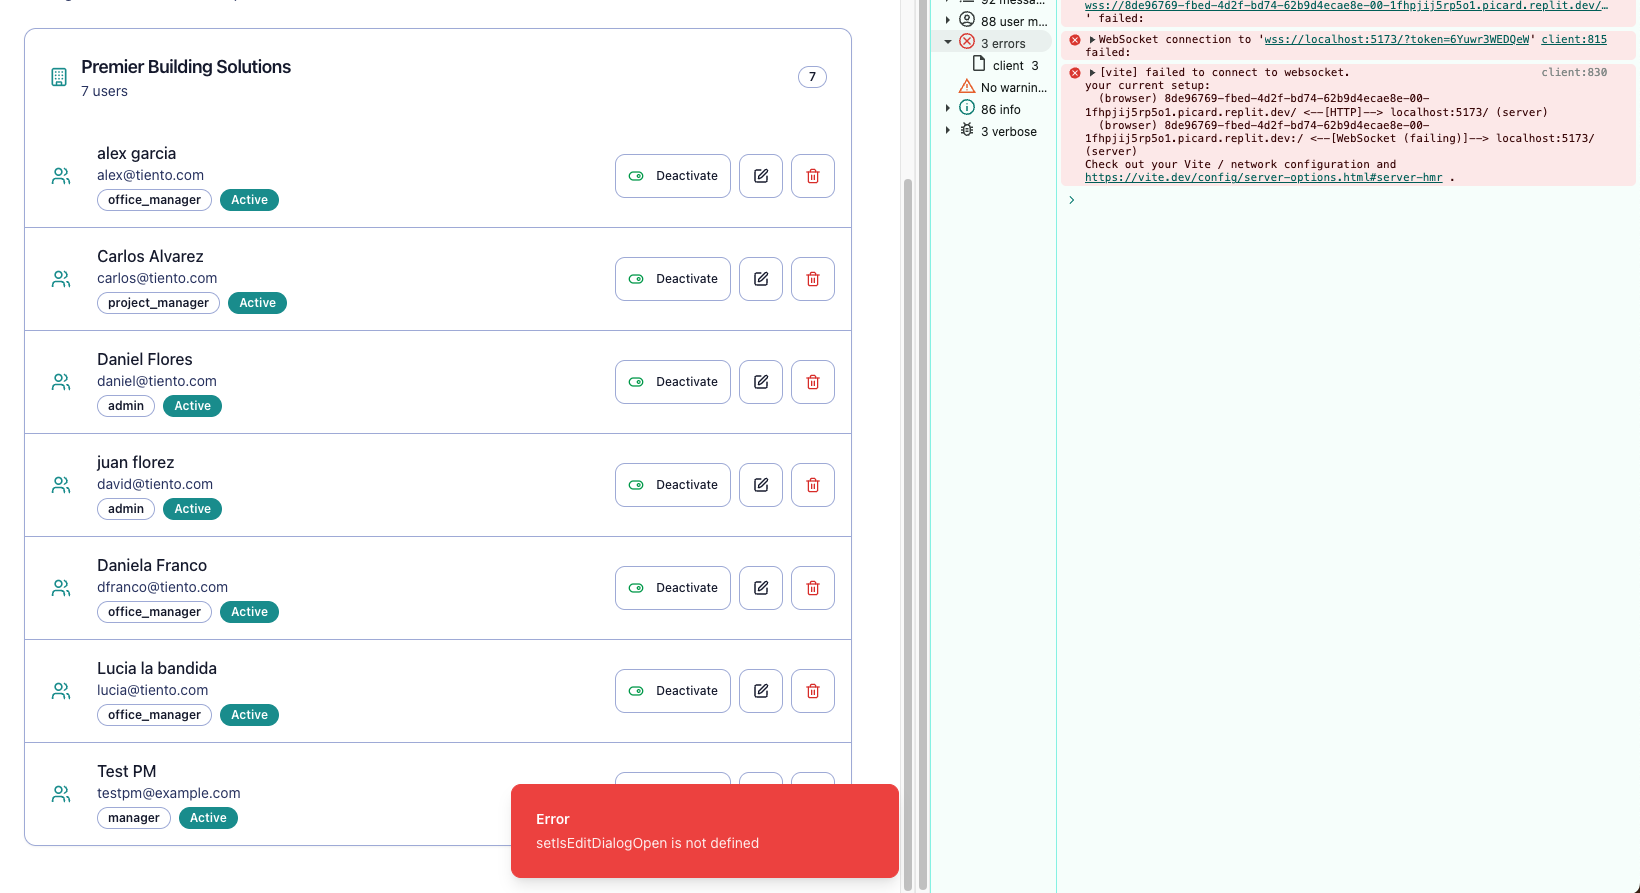 Premier Building Solutions
7 users
7
alex garcia
alex@tiento.com
office_manager Active
Deactivate
Carlos Alvarez
carlos@tiento.com
project_manager Active
Deactivate
Daniel Flores
daniel@tiento.com
admin Active
Deactivate
juan florez
david@tiento.com
admin Active
Deactivate
Daniela Franco
dfranco@tiento.com
office_manager Active
Deactivate
Lucia la bandida
lucia@tiento.com
office_manager Active
Deactivate
Test PM
testpm@example.com
manager Active
Error
setIsEditDialogOpen is not defined
92 messa...
88 user m...
3 errors
client 3
No warnin...
86 info
3 verbose
wss://8de96769-fbed-4d2f-bd74-62b9d4ecae8e-00-1fhpjij5rp5o1.picard.replit.dev/…
' failed:
WebSocket connection to 'wss://localhost:5173/?token=6Yuwr3WEDQeW' client:815
failed:
[vite] failed to connect to websocket. client:830
your current setup:
(browser) 8de96769-fbed-4d2f-bd74-62b9d4ecae8e-00-
1fhpjij5rp5o1.picard.replit.dev/ <--[HTTP]--> localhost:5173/ (server)
(browser) 8de96769-fbed-4d2f-bd74-62b9d4ecae8e-00-
1fhpjij5rp5o1.picard.replit.dev:/ <--[WebSocket (failing)]--> localhost:5173/
(server)
Check out your Vite / network configuration and
https://vite.dev/config/server-options.html#server-hmr .